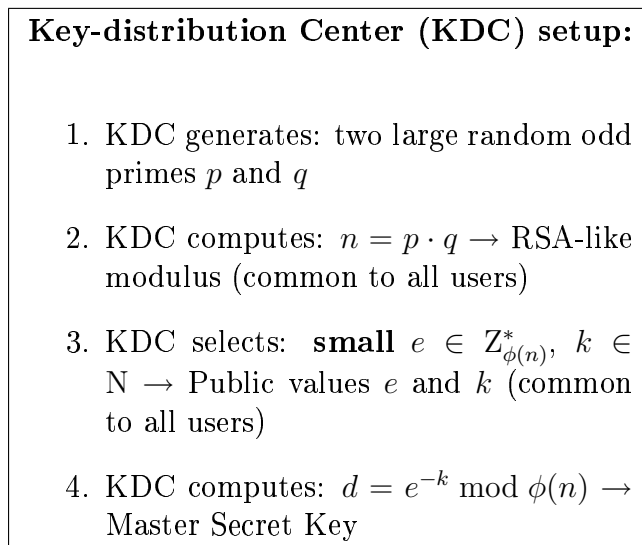 Key-distribution Center (KDC) setup:
1. KDC generates: two large random odd
primes p and q
2. KDC computes: n = p · q → RSA-like
modulus (common to all users)
3. KDC selects: small e ∈ Z*_{ϕ(n)}, k ∈
N → Public values e and k (common
to all users)
4. KDC computes: d = e^{-k} mod ϕ(n) →
Master Secret Key